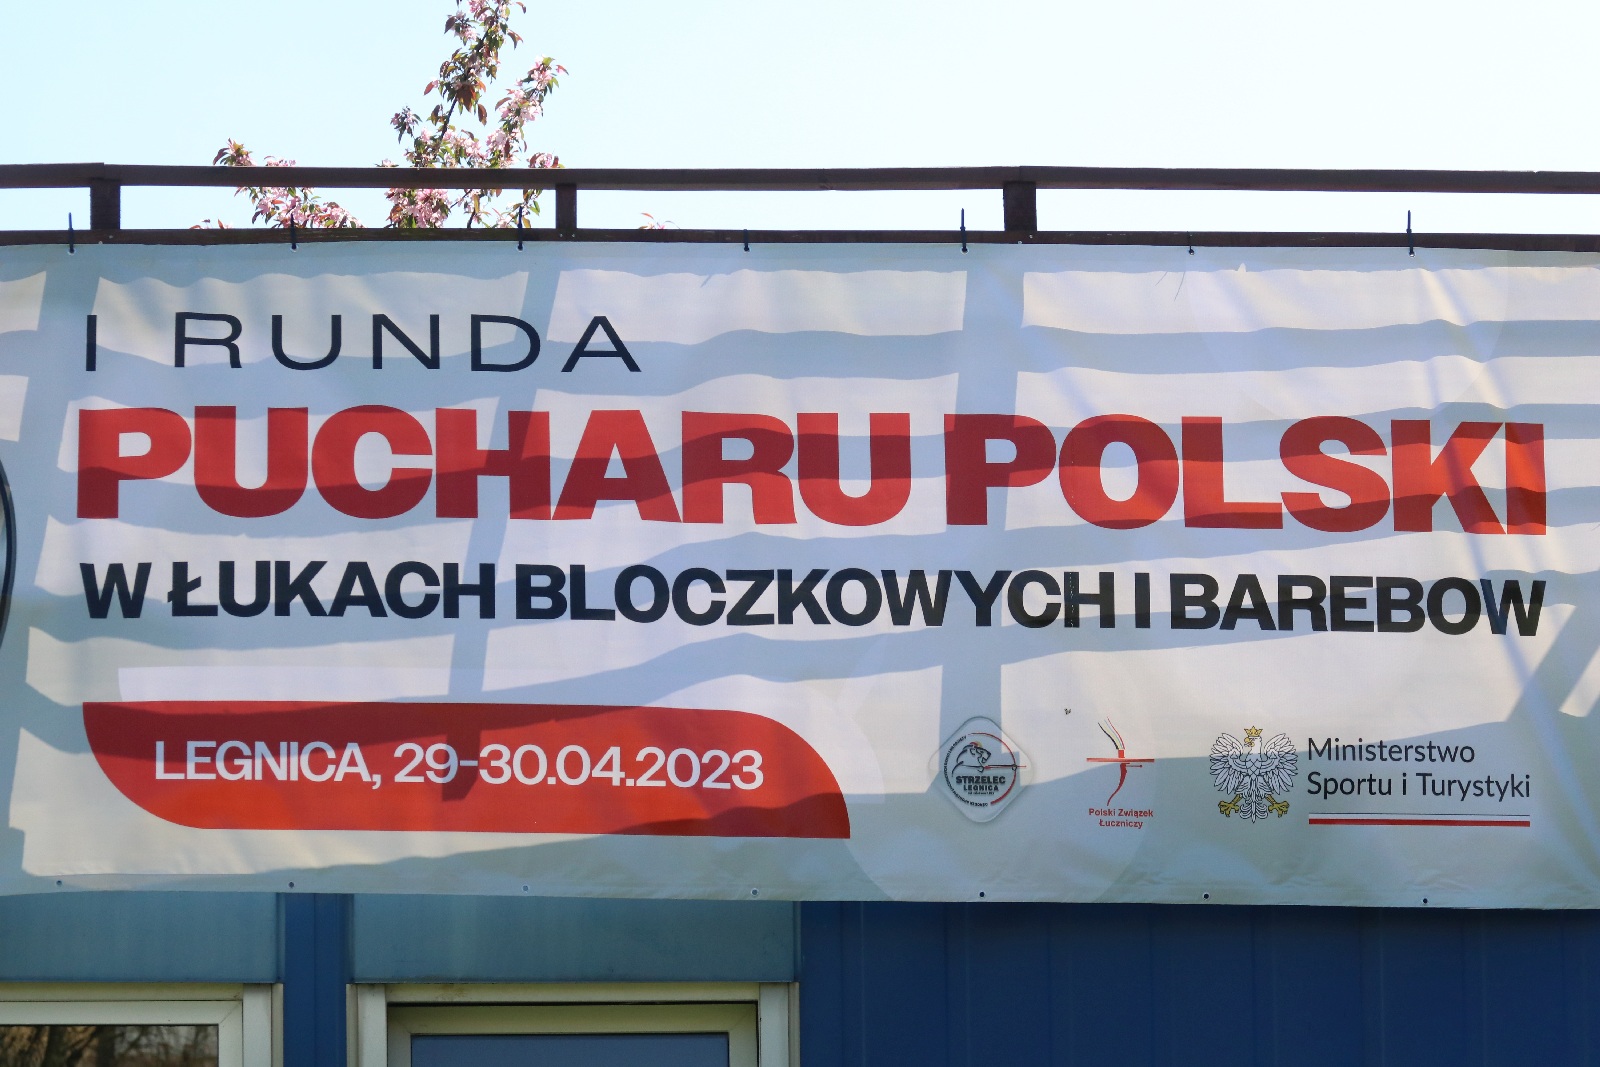 I RUNDA
PUCHARU POLSKI
W ŁUKACH BLOCZKOWYCH I BAREBOW
LEGNICA, 29-30.04.2023
STRZELEC
LEGNICA
Polski Związek
Łuczniczy
Ministerstwo
Sportu i Turystyki